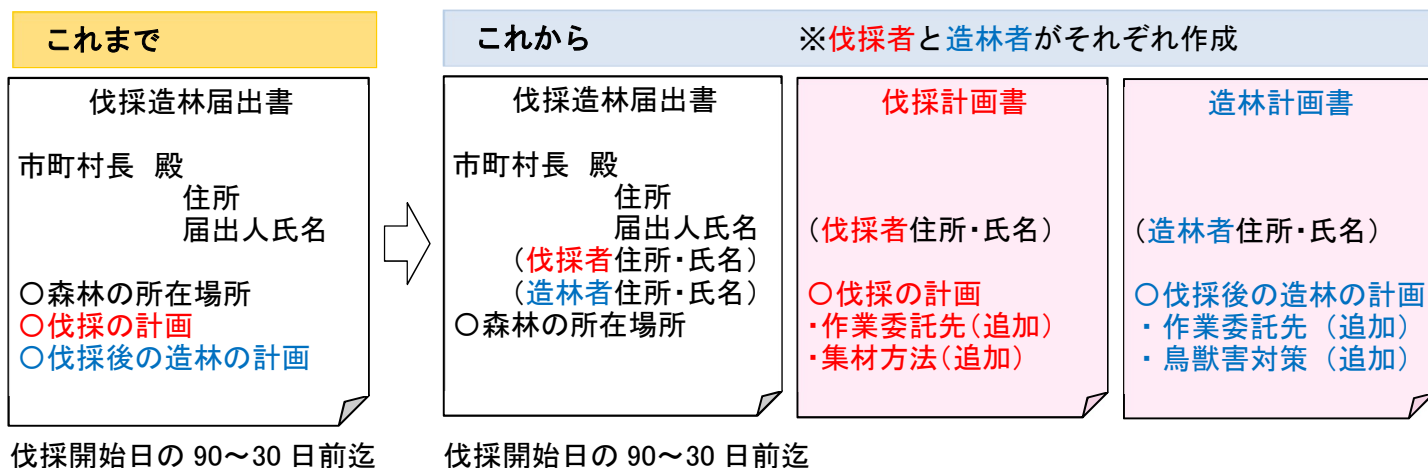 これまで
伐採造林届出書
市町村長 殿
住所
届出人氏名
○森林の所在場所
○伐採の計画
○伐採後の造林の計画
伐採開始日の 90～30 日前迄
これから
※伐採者と造林者がそれぞれ作成
伐採造林届出書
市町村長 殿
住所
届出人氏名
（伐採者住所・氏名）
（造林者住所・氏名）
○森林の所在場所
伐採開始日の 90～30 日前迄
伐採計画書
（伐採者住所・氏名）
○伐採の計画
・作業委託先（追加）
・集材方法（追加）
造林計画書
（造林者住所・氏名）
○伐採後の造林の計画
・ 作業委託先 （追加）
・ 鳥獣害対策 （追加）